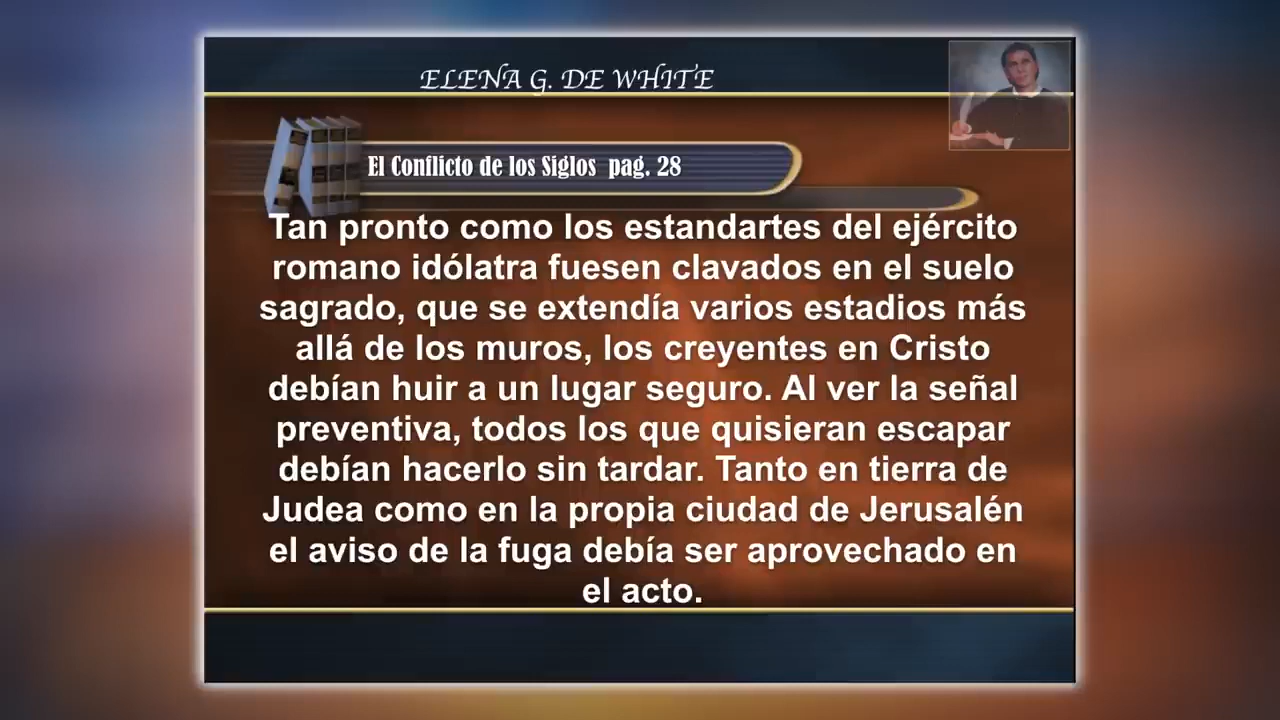 ELENA G. DE WHITE
El Conflicto de los Siglos pag. 28
Tan pronto como los estandartes del ejército
romano idólatra fuesen clavados en el suelo
sagrado, que se extendía varios estadios más
allá de los muros, los creyentes en Cristo
debían huir a un lugar seguro. Al ver la señal
preventiva, todos los que quisieran escapar
debían hacerlo sin tardar. Tanto en tierra de
Judea como en la propia ciudad de Jerusalén
el aviso de la fuga debía ser aprovechado en
el acto.